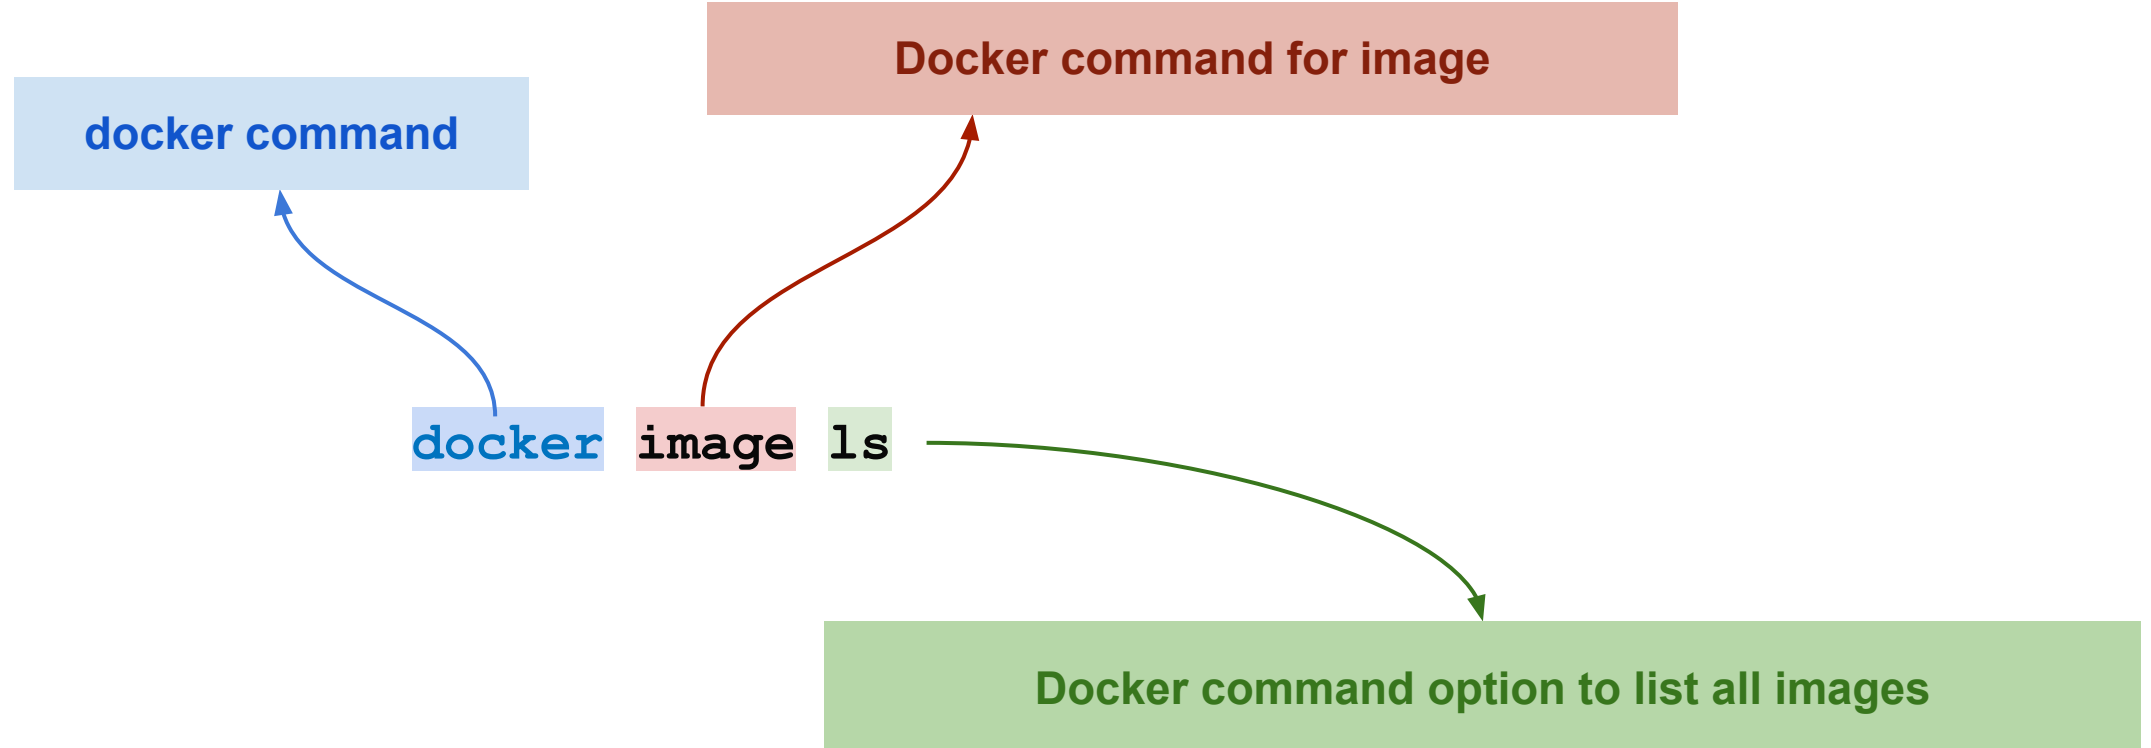 Docker command for image
docker command
docker image ls
Docker command option to list all images